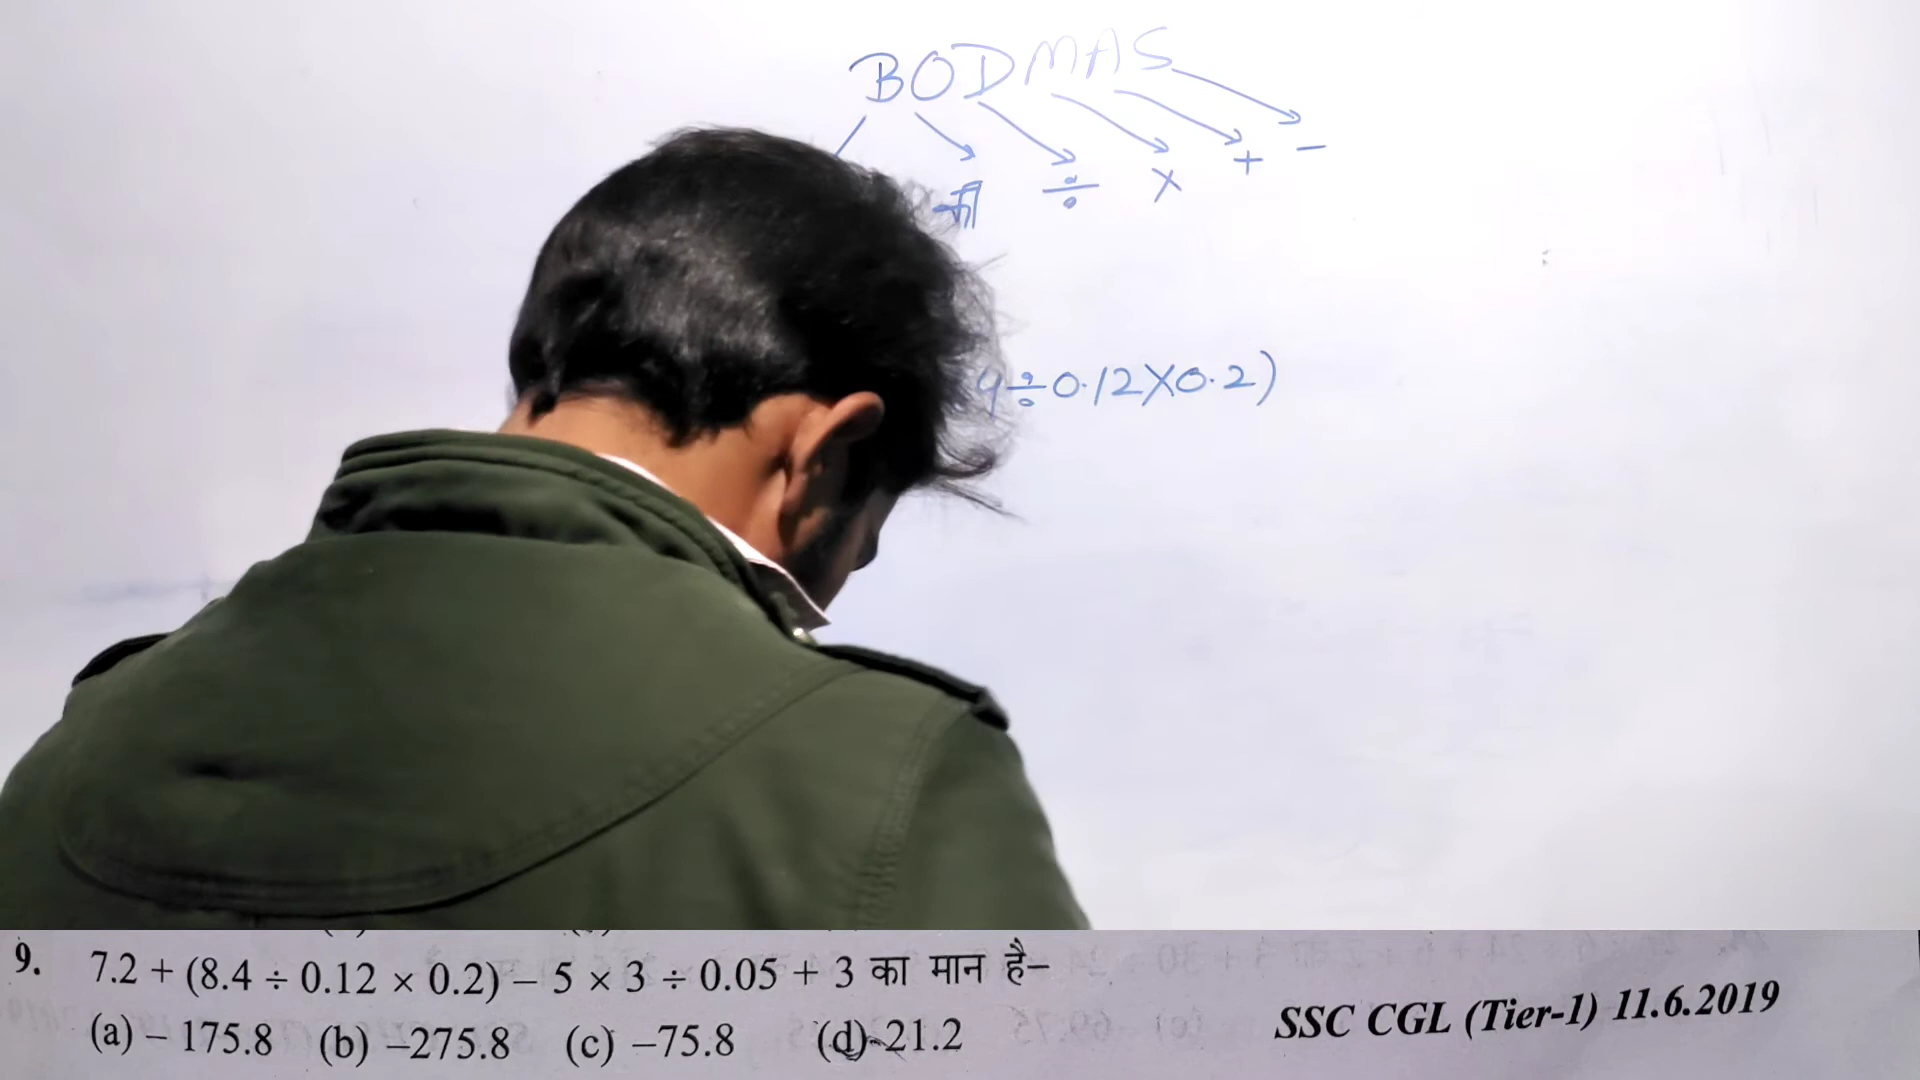 BODMAS
की ÷ × + −
4÷0.12×0.2)
9. 7.2 + (8.4 ÷ 0.12 × 0.2) – 5 × 3 ÷ 0.05 + 3 का मान है–
(a) – 175.8 (b) –275.8 (c) –75.8 (d) -21.2
SSC CGL (Tier-1) 11.6.2019